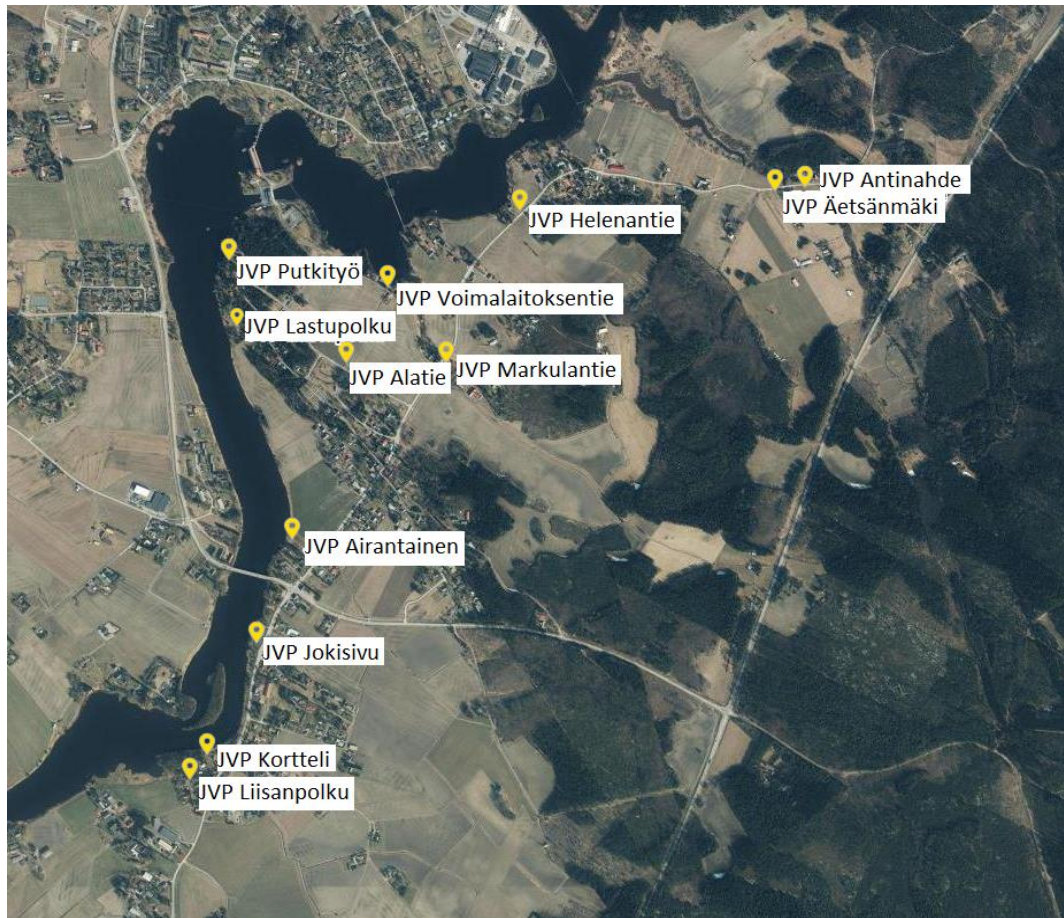 JVP Antinahde
JVP Äetsänmäki
JVP Helenantie
JVP Putkityö
JVP Voimalaitoksentie
JVP Lastupolku
JVP Alatie
JVP Markulantie
JVP Airantainen
JVP Jokisivu
JVP Kortteli
JVP Liisanpolku